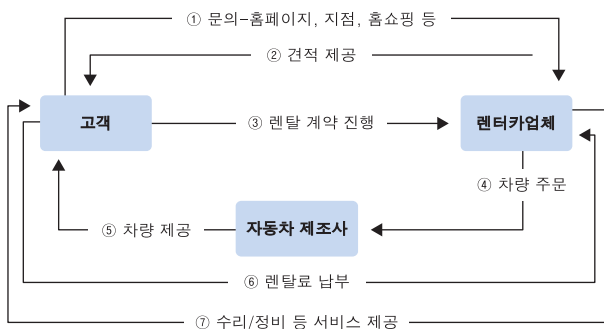 ① 문의-홈페이지, 지점, 홈쇼핑 등
② 견적 제공
고객
③ 렌탈 계약 진행
렌터카업체
④ 차량 주문
⑤ 차량 제공
자동차 제조사
⑥ 렌탈료 납부
⑦ 수리/정비 등 서비스 제공